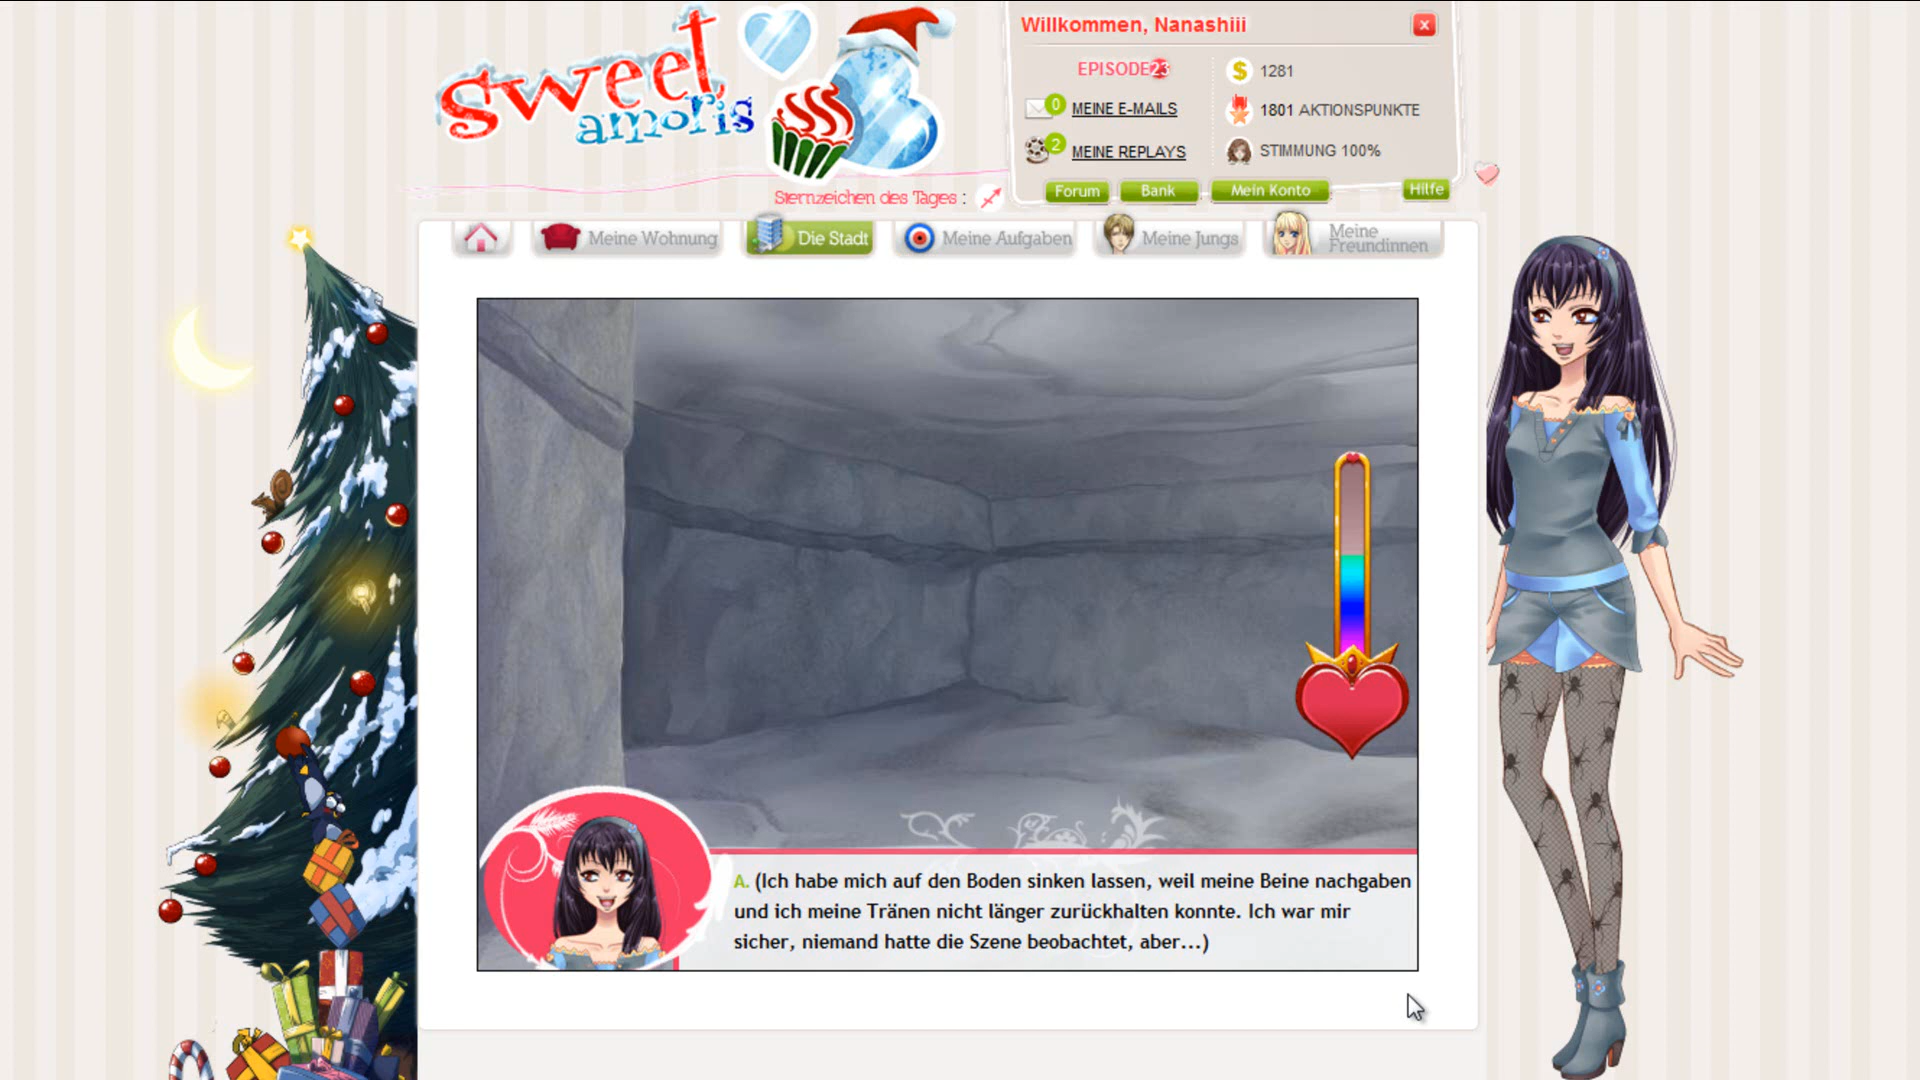 sweet
amoris
Willkommen, Nanashiii
x
EPISODE 23
$ 1281
0 MEINE E-MAILS
1801 AKTIONSPUNKTE
2 MEINE REPLAYS
STIMMUNG 100%
Sternzeichen des Tages :
Forum
Bank
Mein Konto
Hilfe
Meine Wohnung
Die Stadt
Meine Aufgaben
Meine Jungs
Meine
Freundinnen
A. (Ich habe mich auf den Boden sinken lassen, weil meine Beine nachgaben
und ich meine Tränen nicht länger zurückhalten konnte. Ich war mir
sicher, niemand hatte die Szene beobachtet, aber...)